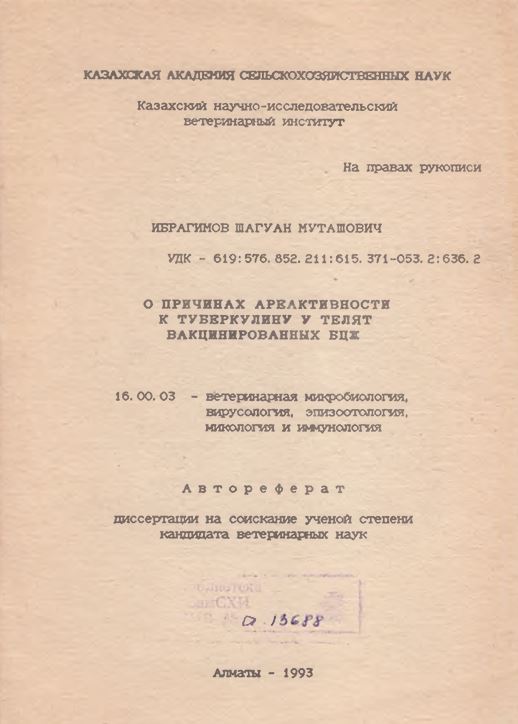 КАЗАХСКАЯ АКАДЕМИЯ СЕЛЬСКОХОЗЯЙСТВЕННЫХ НАУК
Казахский научно-исследовательский
ветеринарный институт
На правах рукописи
ИБРАГИМОВ ШАГУАН МУТАШОВИЧ
УДК - 619:576.852.211:615.371-053.2:636.2
О ПРИЧИНАХ АРЕАКТИВНОСТИ
К ТУБЕРКУЛИНУ У ТЕЛЯТ
ВАКЦИНИРОВАННЫХ БЦЖ
16.00.03 - ветеринарная микробиология,
вирусология, эпизоотология,
микология и иммунология
Автореферат
диссертации на соискание ученой степени
кандидата ветеринарных наук
13688
Алматы - 1993